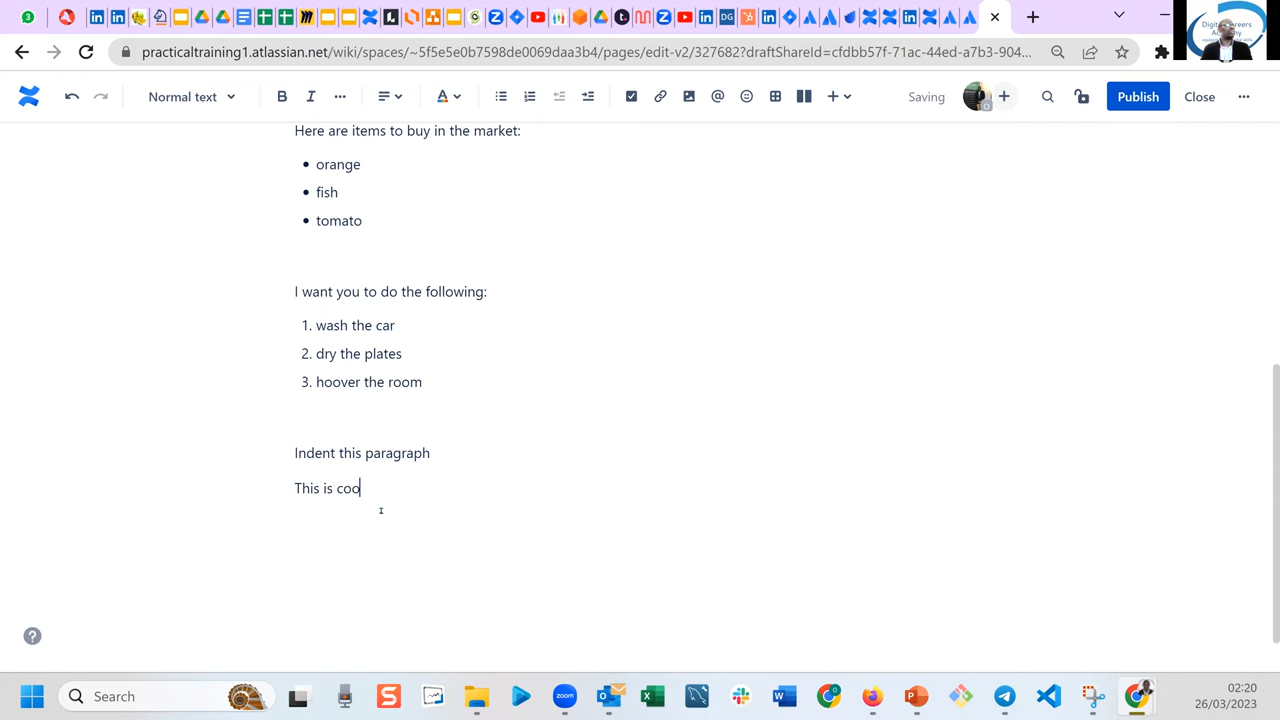 practicaltraining1.atlassian.net/wiki/spaces/~5f5e5e0b7598de0069daa3b4/pages/edit-v2/327682?draftShareId=cfdbb57f-71ac-44ed-a7b3-904...
Normal text
Saving
Publish
Close
Here are items to buy in the market:
• orange
• fish
• tomato
I want you to do the following:
1. wash the car
2. dry the plates
3. hoover the room
Indent this paragraph
This is coo
Search
zoom
02:20
26/03/2023